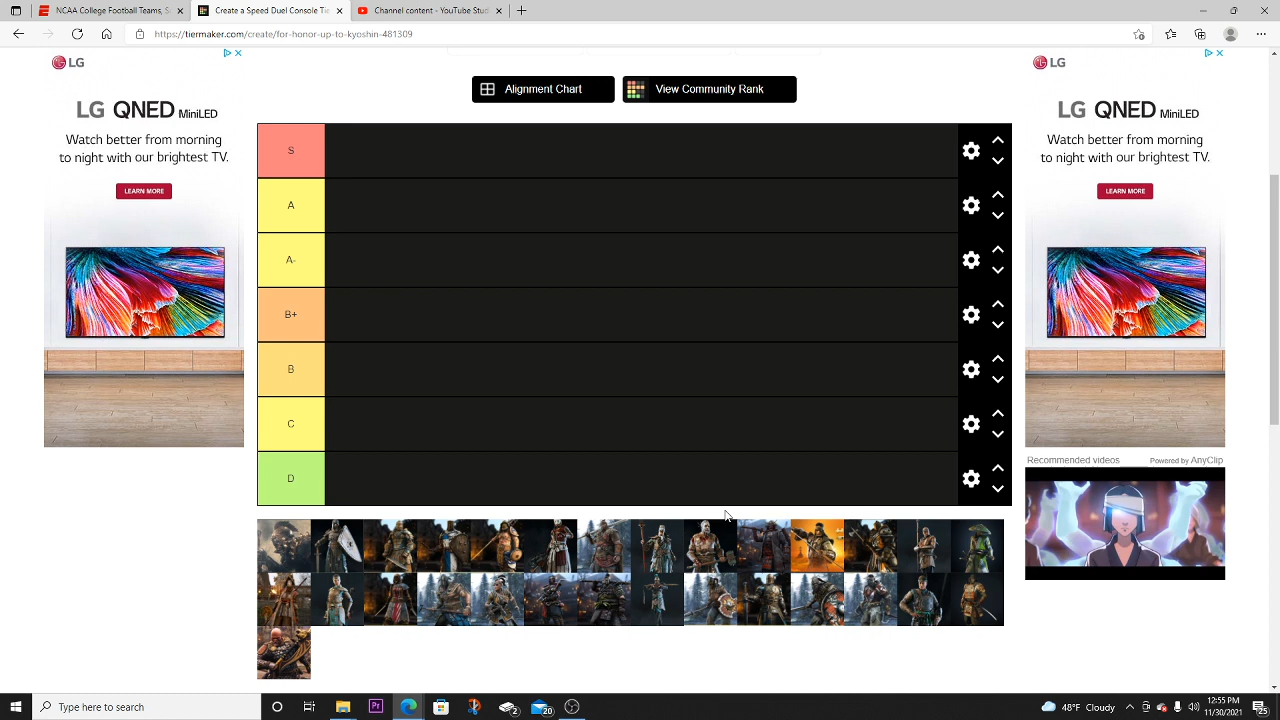 NCAA College Football Teams, S
Create a Speed Duel Console Tie
Channel content - YouTube Stud
https://tiermaker.com/create/for-honor-up-to-kyoshin-481309
LG
LG QNED MiniLED
Watch better from morning
to night with our brightest TV.
LEARN MORE
Alignment Chart
View Community Rank
S
A
A-
B+
B
C
D
LG
LG QNED MiniLED
Watch better from morning
to night with our brightest TV.
LEARN MORE
Recommended videos
Powered by AnyClip
Type here to search
Pr
2
20
48°F Cloudy
12:55 PM
11/30/2021
25